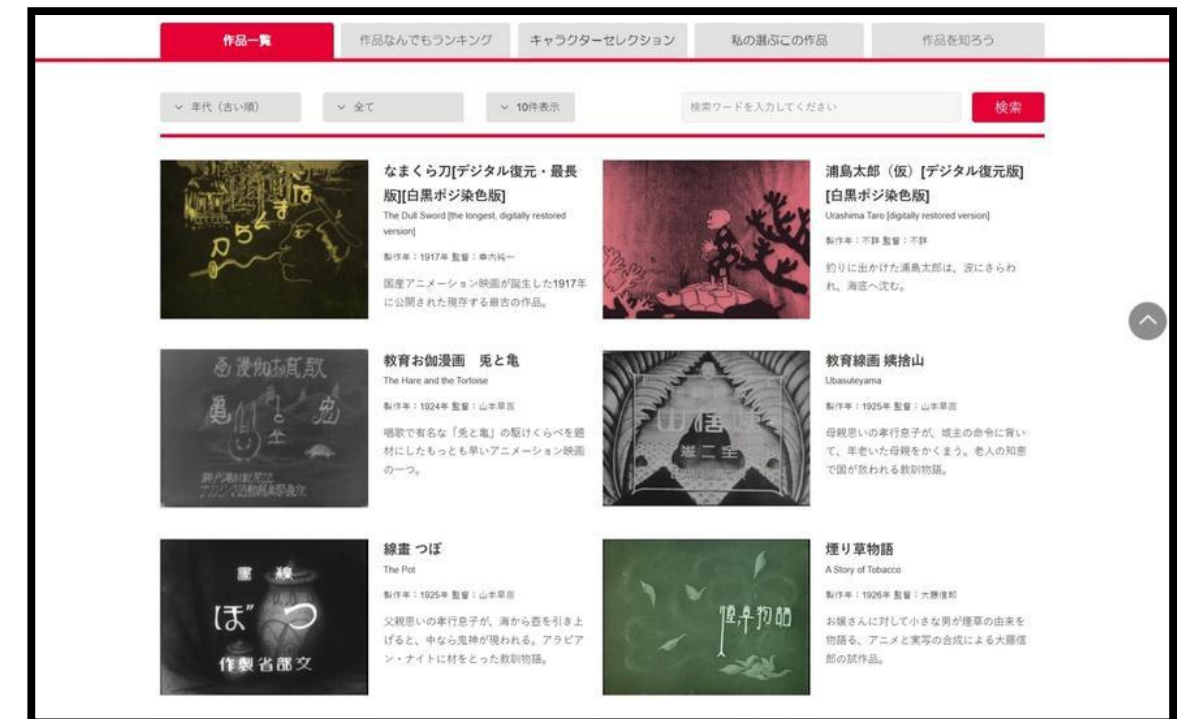 作品一覧
作品なんでもランキング
キャラクターセレクション
私の選ぶこの作品
作品を知ろう
年代（古い順）
全て
10件表示
検索ワードを入力してください
検索
なまくら刀[デジタル復元・最長
版][白黒ポジ染色版]
The Dull Sword [the longest, digitally restored
version]
製作年：1917年 監督：幸内純一
国産アニメーション映画が誕生した1917年
に公開された現存する最古の作品。
浦島太郎（仮）[デジタル復元版]
[白黒ポジ染色版]
Urashima Taro [digitally restored version]
製作年：不詳 監督：不詳
釣りに出かけた浦島太郎は、波にさらわ
れ、海底へ沈む。
教育お伽漫画　兎と亀
The Hare and the Tortoise
製作年：1924年 監督：山本早苗
唱歌で有名な「兎と亀」の駆けくらべを題
材にしたもっとも早いアニメーション映画
の一つ。
教育線画 姨捨山
Ubasuteyama
製作年：1925年 監督：山本早苗
母親思いの孝行息子が、城主の命令に背い
て、年老いた母親をかくまう。老人の知恵
で国が救われる教訓物語。
線畫
つぼ
文部省製作
線畫 つぼ
The Pot
製作年：1925年 監督：山本早苗
父親思いの孝行息子が、海から壺を引き上
げると、中なら鬼神が現われる。アラビア
ン・ナイトに材をとった教訓物語。
煙り草物語
A Story of Tobacco
製作年：1926年 監督：大藤信郎
お嬢さんに対して小さな男が煙草の由来を
物語る、アニメと実写の合成による大藤信
郎の試作品。